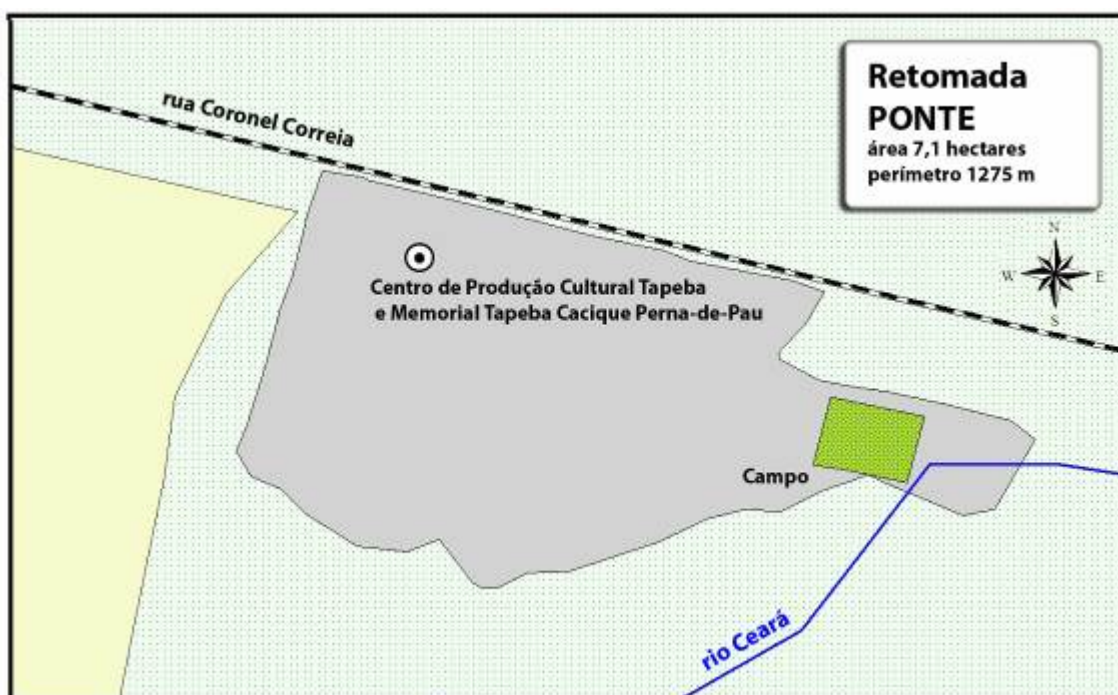 Retomada
PONTE
área 7,1 hectares
perímetro 1275 m
rua Coronel Correia
N
W
E
S
Centro de Produção Cultural Tapeba
e Memorial Tapeba Cacique Perna-de-Pau
Campo
rio Ceará